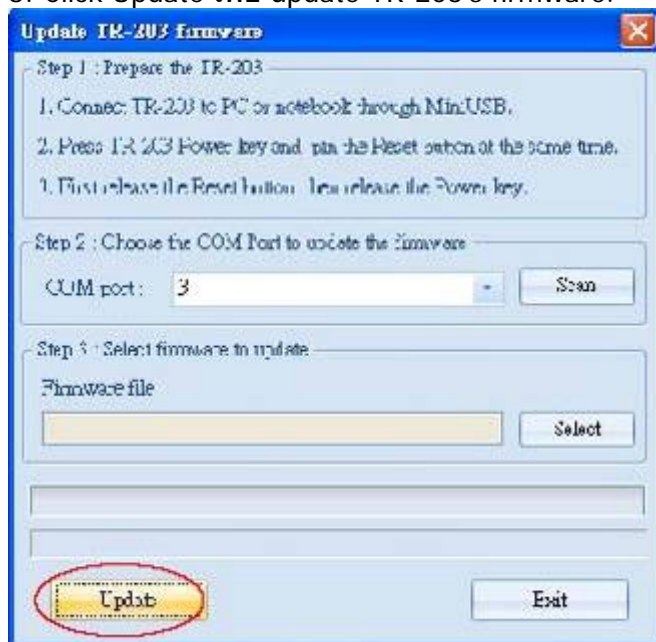 Click Update update TR-203's firmware.
Update TR-203 firmware
Step 1 : Prepare the TR-203
1. Connect TR-203 to PC or notebook through MiniUSB.
2. Press TR-203 Power key and the Reset button at the same time.
3. First release the Reset button then release the Power key.
Step 2 : Choose the COM Port to update the firmware
COM port : 3
Scan
Step 3 : Select firmware to update
Firmware file
Select
Update
Exit